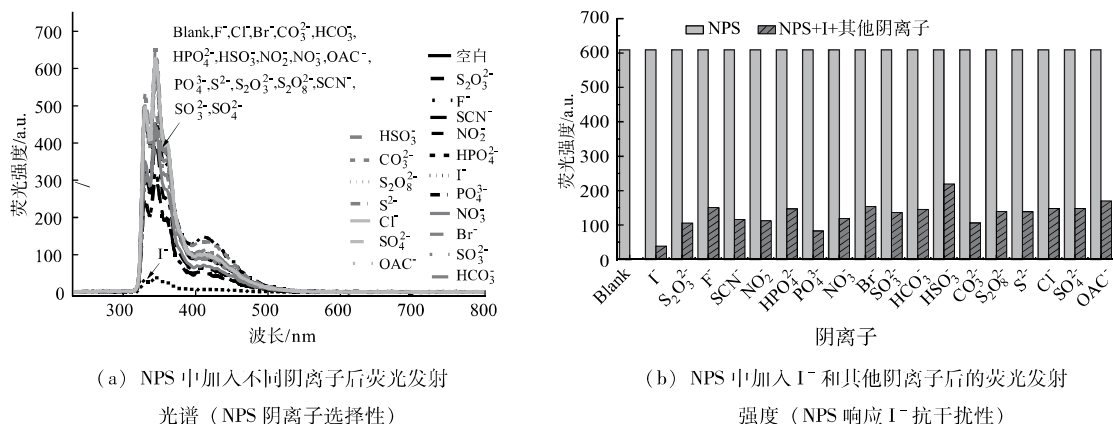 700
600
500
400
300
200
100
0
荧光强度/a.u.
300 400 500 600 700 800
波长/nm
Blank,F⁻,Cl⁻,Br⁻,CO₃²⁻,HCO₃⁻,
HPO₄²⁻,HSO₃⁻,NO₂⁻,NO₃⁻,OAC⁻,
PO₄³⁻,S²⁻,S₂O₃²⁻,S₂O₈²⁻,SCN⁻,
SO₃²⁻,SO₄²⁻
I⁻
HSO₃⁻
CO₃²⁻
S₂O₈²⁻
S²⁻
Cl⁻
SO₄²⁻
OAC⁻
空白
S₂O₃²⁻
F⁻
SCN⁻
NO₂⁻
HPO₄²⁻
I⁻
PO₄³⁻
NO₃⁻
Br⁻
SO₃²⁻
HCO₃⁻
(a) NPS 中加入不同阴离子后荧光发射
光谱(NPS 阴离子选择性)
NPS NPS+I+其他阴离子
700
600
500
400
300
200
100
0
荧光强度/a.u.
Blank I⁻ S₂O₃²⁻ F⁻ SCN⁻ NO₂⁻ HPO₄²⁻ PO₄³⁻ NO₃⁻ Br⁻ SO₃²⁻ HCO₃⁻ HSO₃⁻ CO₃²⁻ S₂O₈²⁻ S²⁻ Cl⁻ SO₄²⁻ OAC⁻
阴离子
(b) NPS 中加入 I⁻ 和其他阴离子后的荧光发射
强度(NPS 响应 I⁻ 抗干扰性)